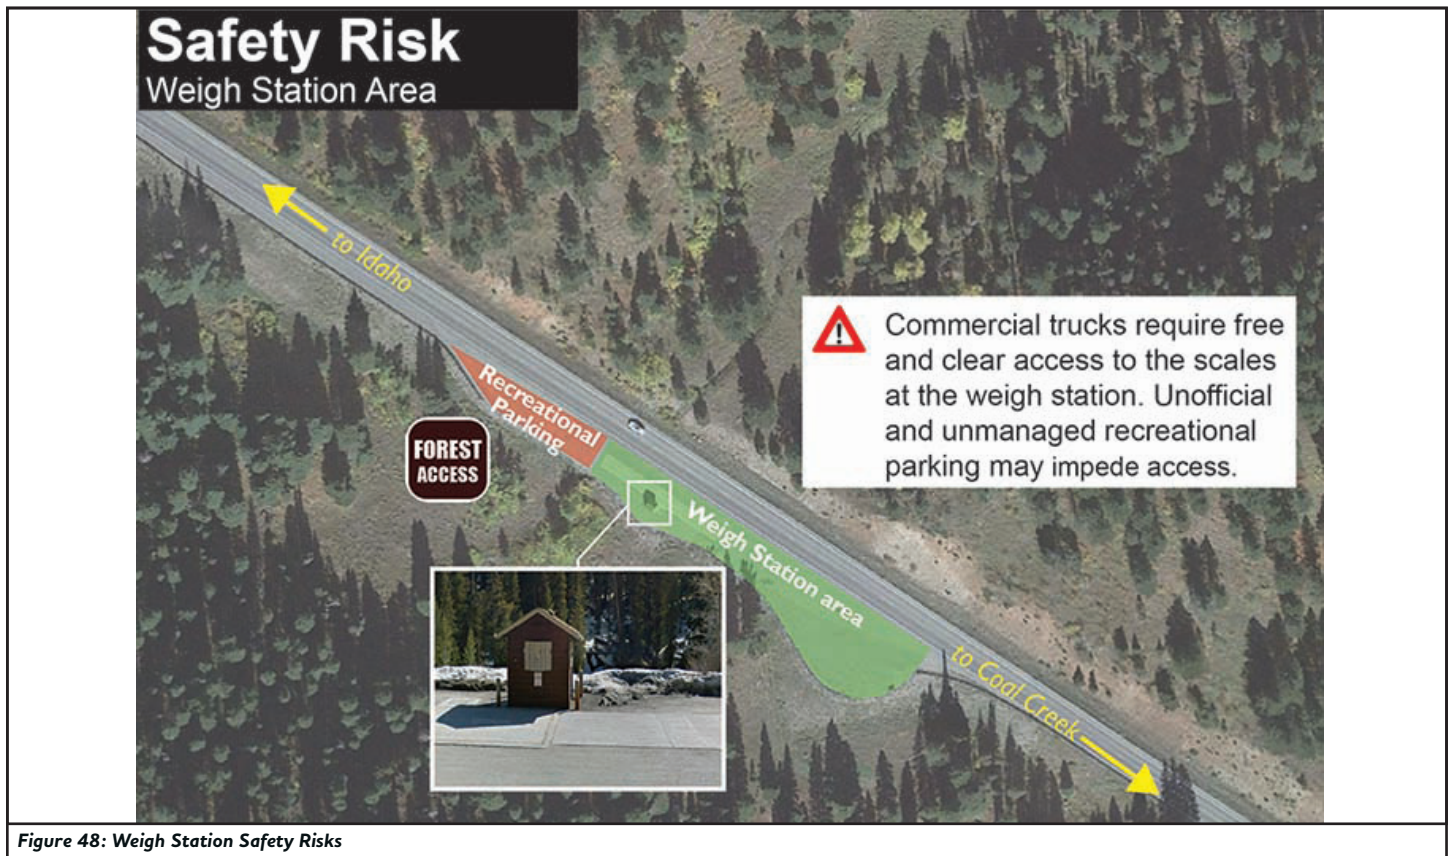 Safety Risk
Weigh Station Area
to Idaho
Recreational
Parking
FOREST
ACCESS
Commercial trucks require free
and clear access to the scales
at the weigh station. Unofficial
and unmanaged recreational
parking may impede access.
Weigh Station area
to Coal Creek
Figure 48: Weigh Station Safety Risks